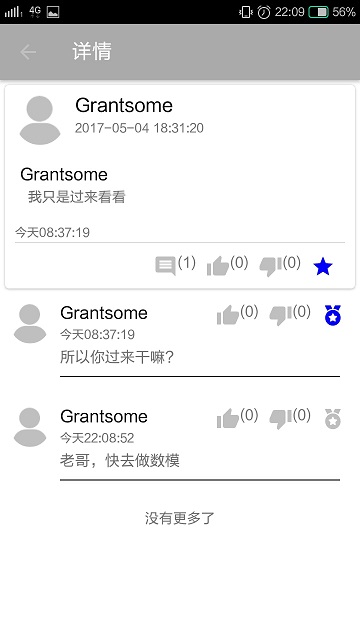 4G 22:09 56%
详情
Grantsome
2017-05-04 18:31:20
Grantsome
我只是过来看看
今天08:37:19
(1) (0) (0)
Grantsome (0) (0)
今天08:37:19
所以你过来干嘛?
Grantsome (0) (0)
今天22:08:52
老哥，快去做数模
没有更多了